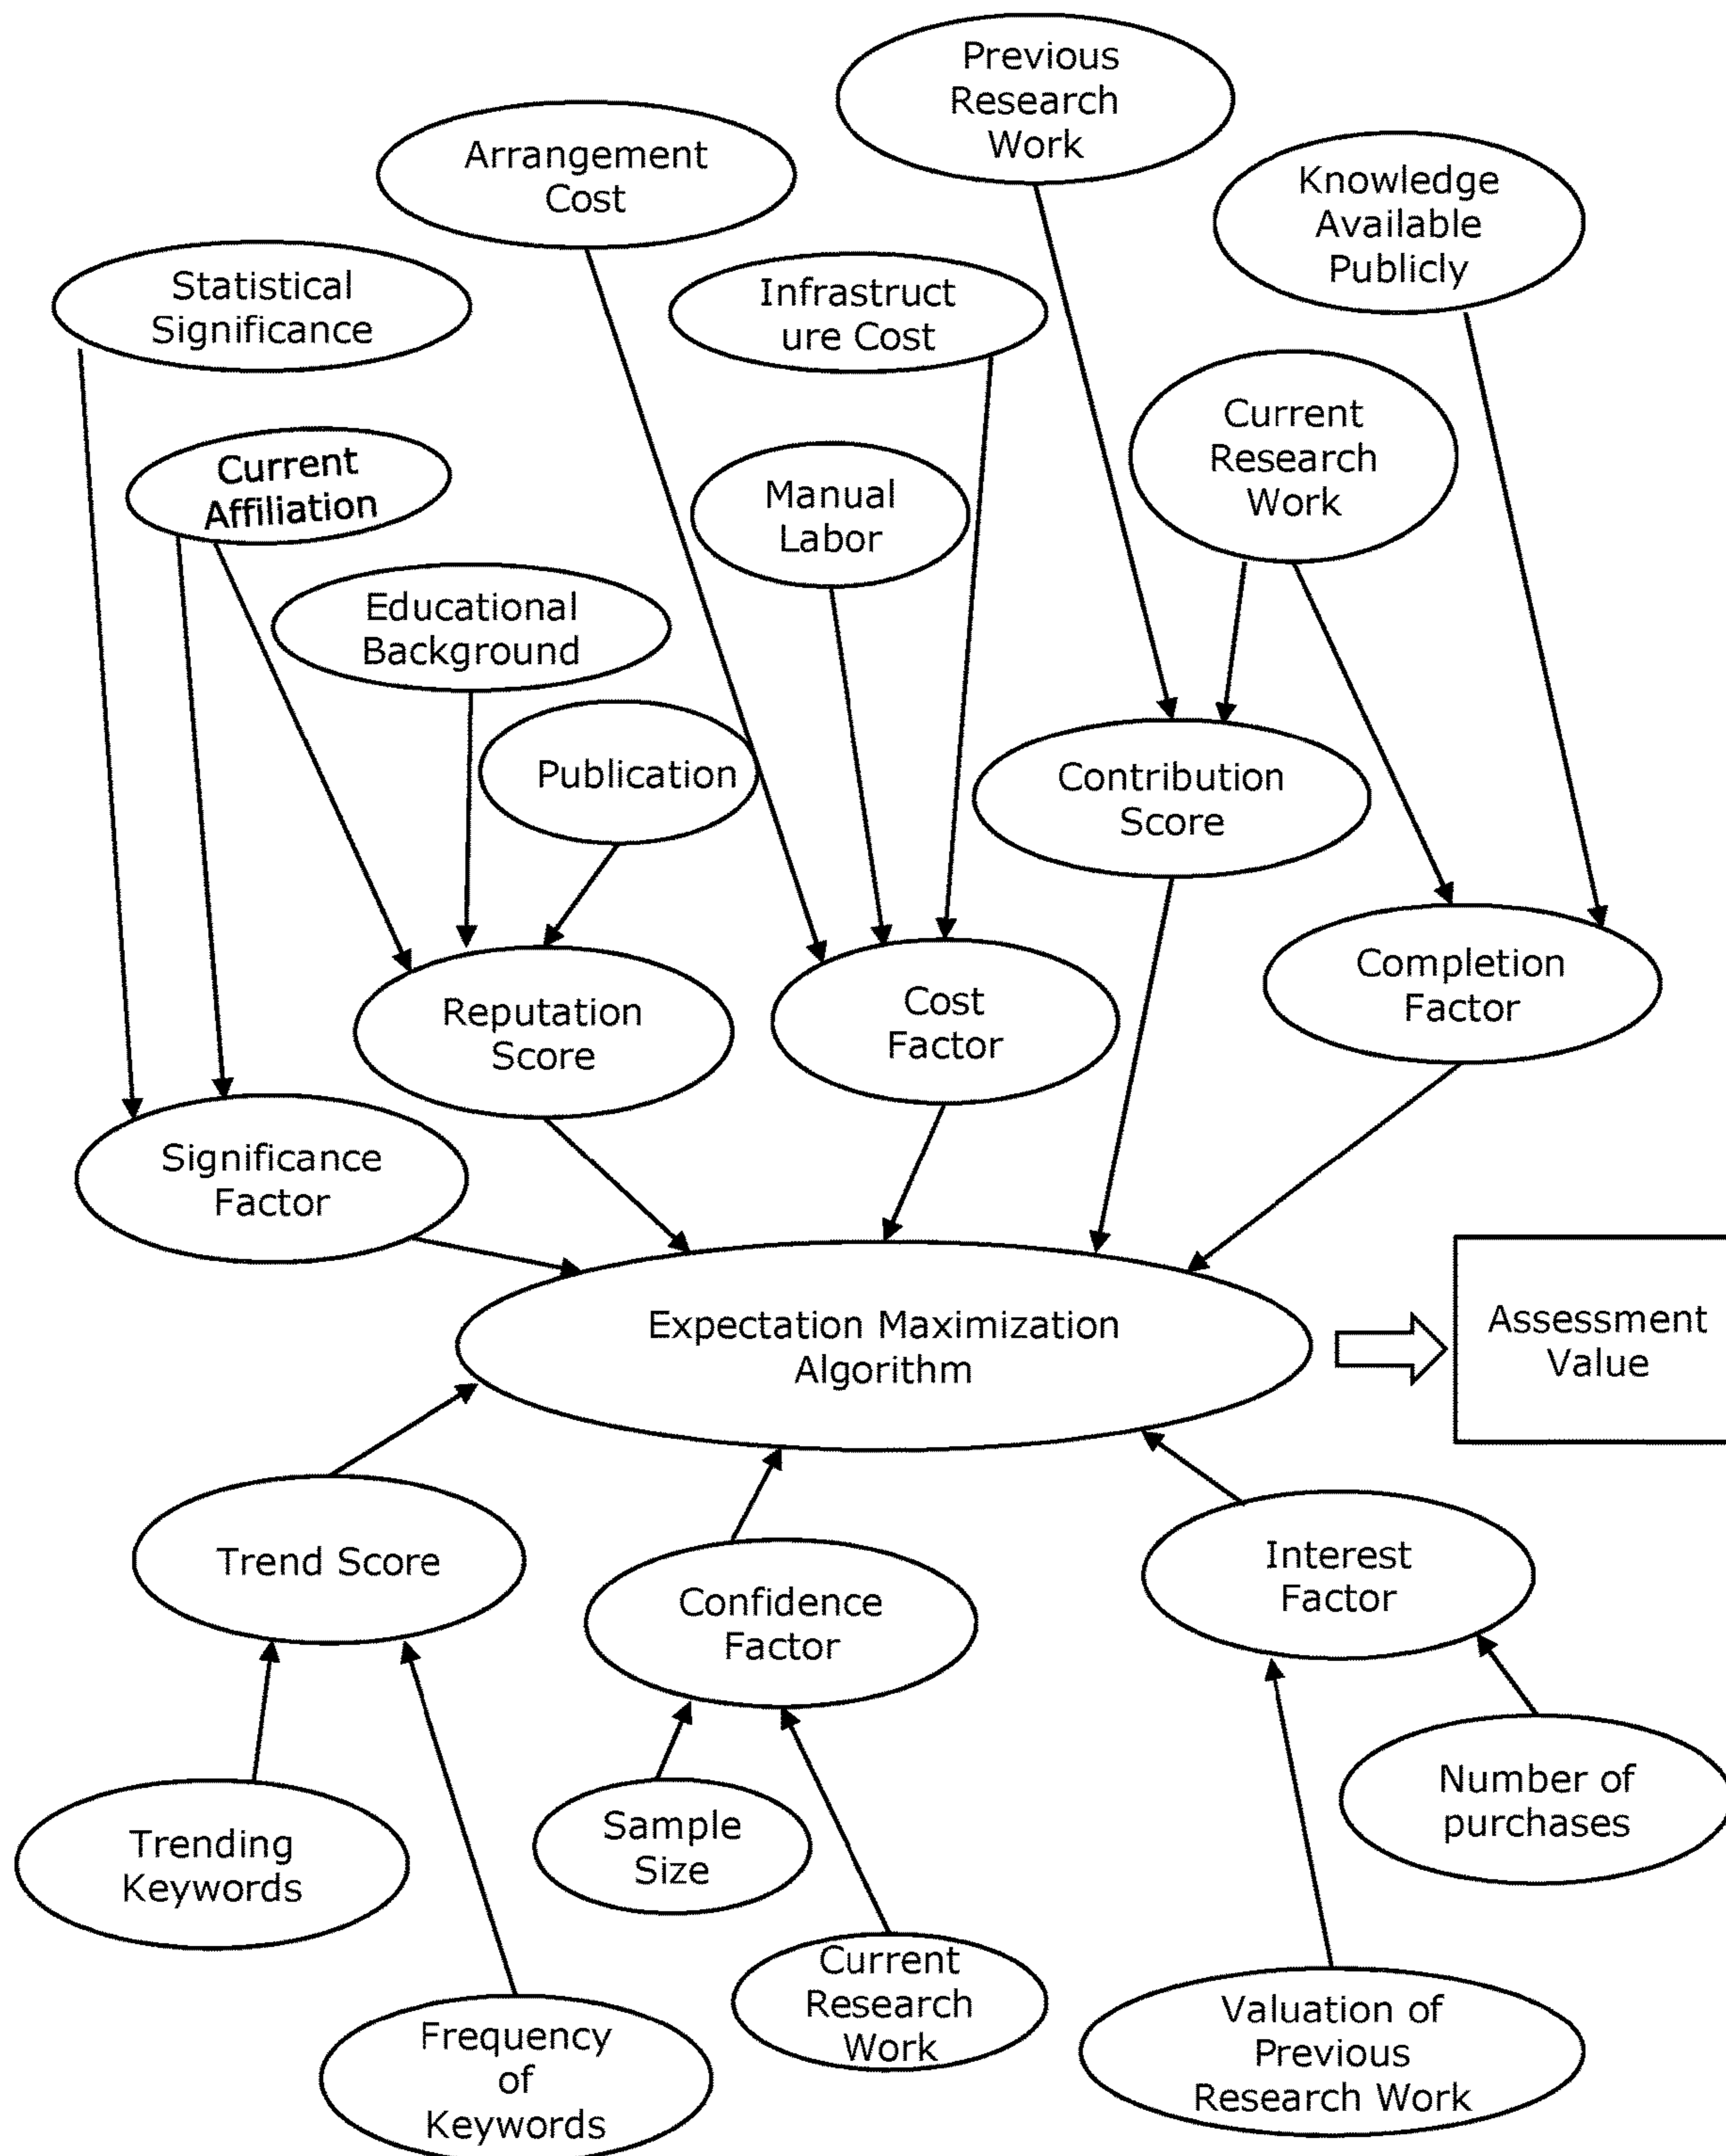 Previous
Research
Work
Arrangement
Cost
Knowledge
Available
Publicly
Statistical
Significance
Infrastruct
ure Cost
Current
Research
Work
Current
Affiliation
Manual
Labor
Educational
Background
Publication
Contribution
Score
Completion
Factor
Reputation
Score
Cost
Factor
Significance
Factor
Expectation Maximization
Algorithm
Assessment
Value
Trend Score
Confidence
Factor
Interest
Factor
Trending
Keywords
Sample
Size
Number of
purchases
Current
Research
Work
Frequency
of
Keywords
Valuation of
Previous
Research Work